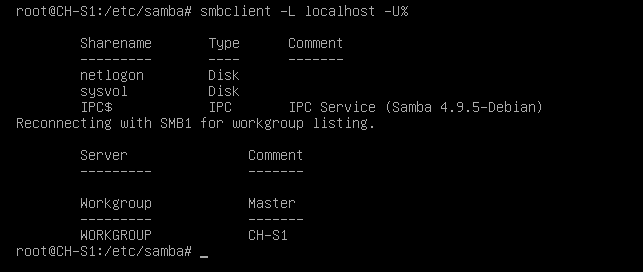 root@CH-S1:/etc/samba# smbclient -L localhost -U%
Sharename Type Comment
--------- ---- -------
netlogon Disk
sysvol Disk
IPC$ IPC IPC Service (Samba 4.9.5-Debian)
Reconnecting with SMB1 for workgroup listing.
Server Comment
--------- -------
Workgroup Master
--------- -------
WORKGROUP CH-S1
root@CH-S1:/etc/samba# _